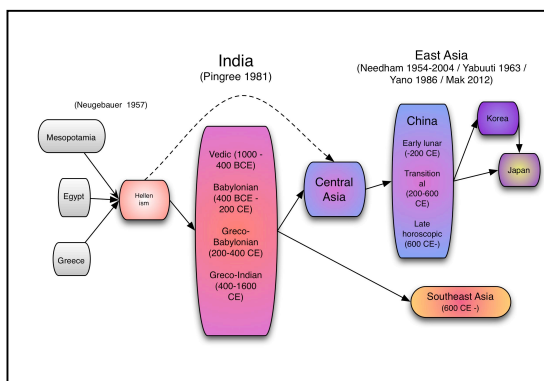 India
(Pingree 1981)
East Asia
(Needham 1954-2004 / Yabuuti 1963 /
Yano 1986 / Mak 2012)
(Neugebauer 1957)
Mesopotamia
Egypt
Greece
Hellen
ism
Vedic (1000 -
400 BCE)
Babylonian
(400 BCE -
200 CE)
Greco-
Babylonian
(200-400 CE)
Greco-Indian
(400-1600
CE)
Central
Asia
China
Early lunar
(-200 CE)
Transition
al
(200-600
CE)
Late
horoscopic
(600 CE-)
Korea
Japan
Southeast Asia
(600 CE -)